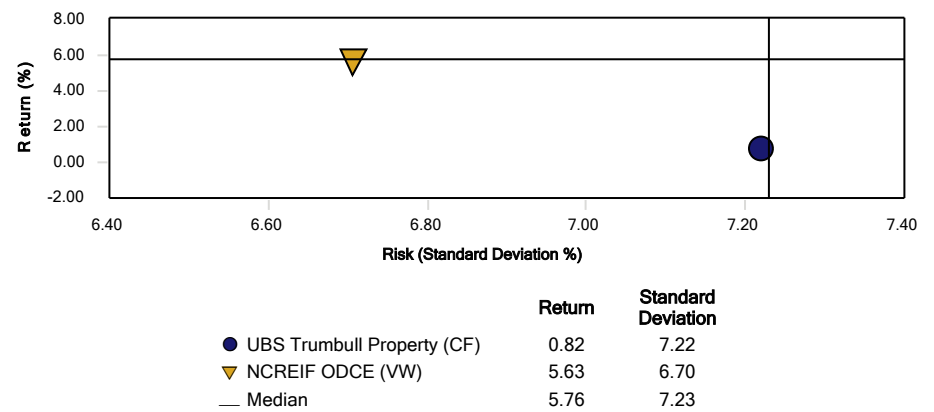 8.00
6.00
4.00
2.00
0.00
-2.00
Return (%)
6.40 6.60 6.80 7.00 7.20 7.40
Risk (Standard Deviation %)
Return Standard Deviation
UBS Trumbull Property (CF) 0.82 7.22
NCREIF ODCE (VW) 5.63 6.70
Median 5.76 7.23